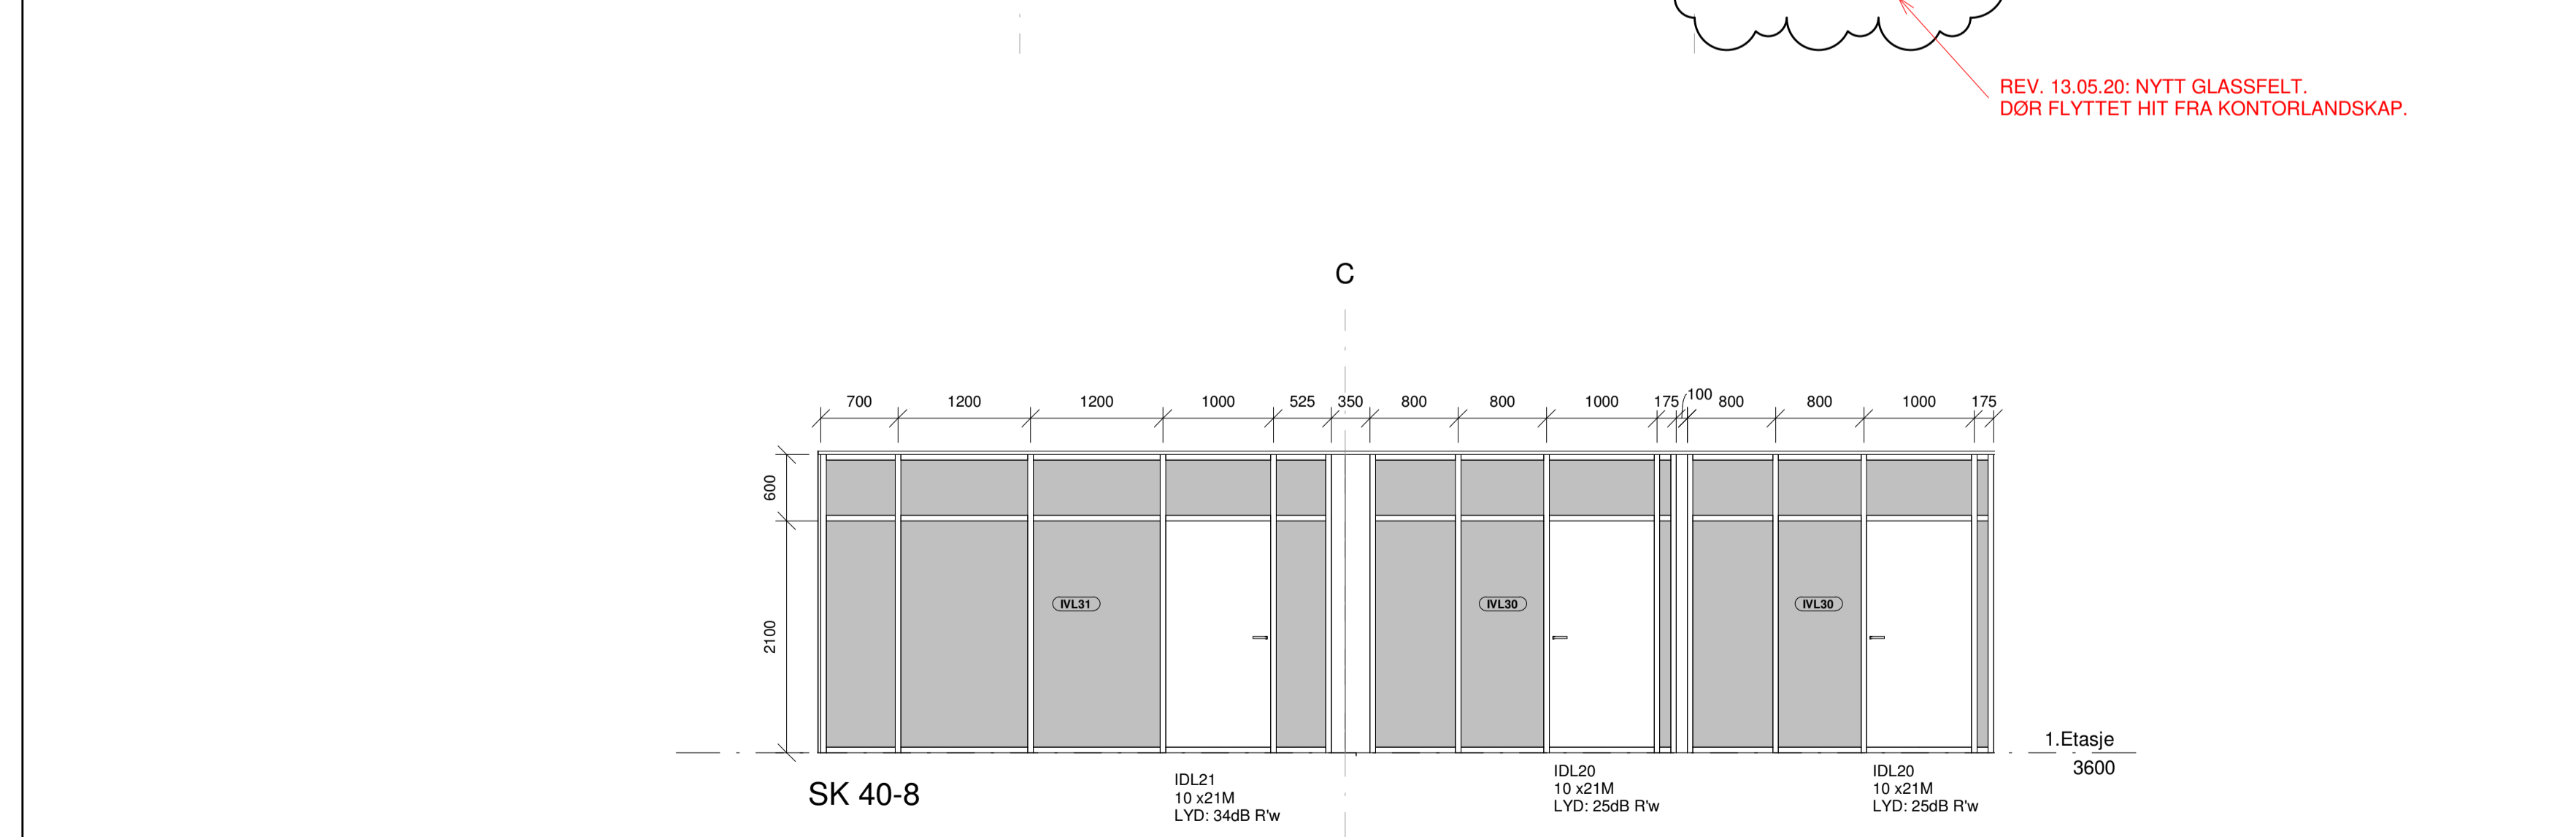 REV. 13.05.20: NYTT GLASSFELT.
DØR FLYTTET HIT FRA KONTORLANDSKAP.
C
700 1200 1200 1000 525 350 800 800 1000 175 100 800 800 1000 175
600
IVL31 IVL30 IVL30
2100
1.Etasje
3600
SK 40-8
IDL21
10 x21M
LYD: 34dB R'w
IDL20
10 x21M
LYD: 25dB R'w
IDL20
10 x21M
LYD: 25dB R'w